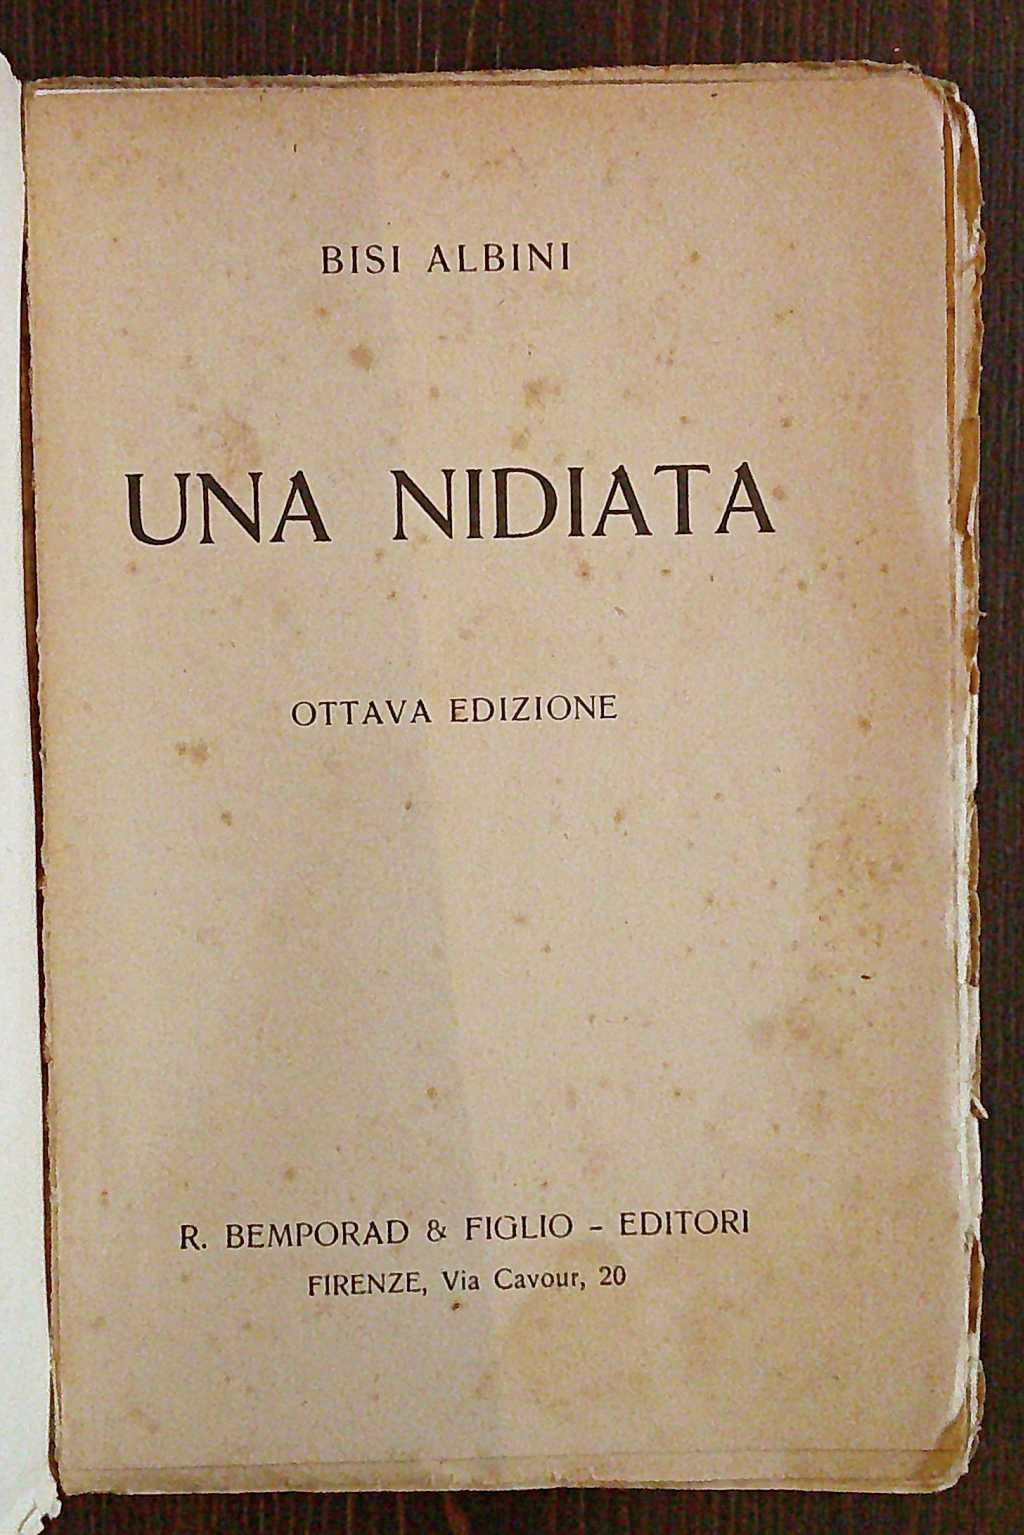 BISI ALBINI
UNA NIDIATA
OTTAVA EDIZIONE
R. BEMPORAD & FIGLIO - EDITORI
FIRENZE, Via Cavour, 20